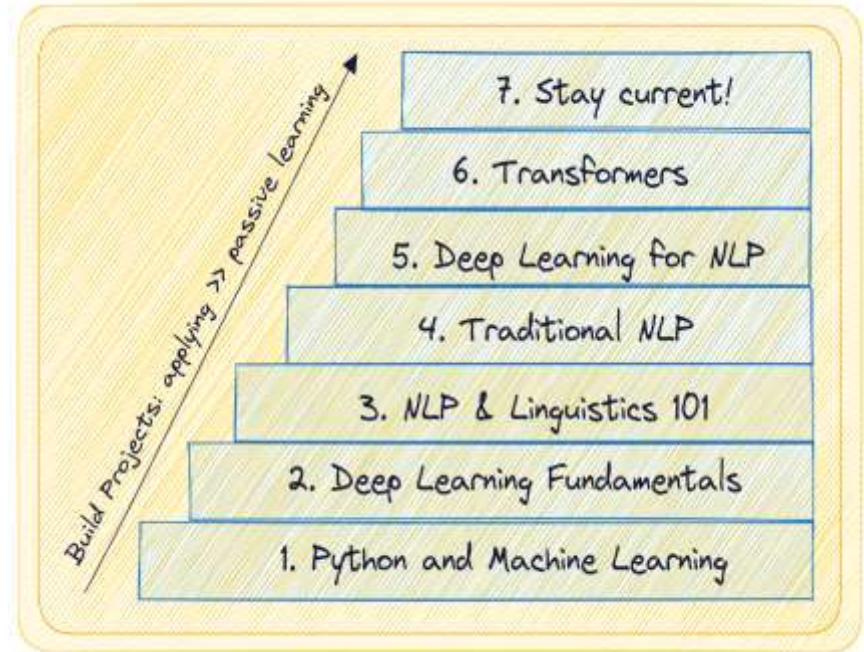 7. Stay current!
6. Transformers
5. Deep Learning for NLP
4. Traditional NLP
3. NLP & Linguistics 101
2. Deep Learning Fundamentals
1. Python and Machine Learning
Build Projects: applying >> passive learning